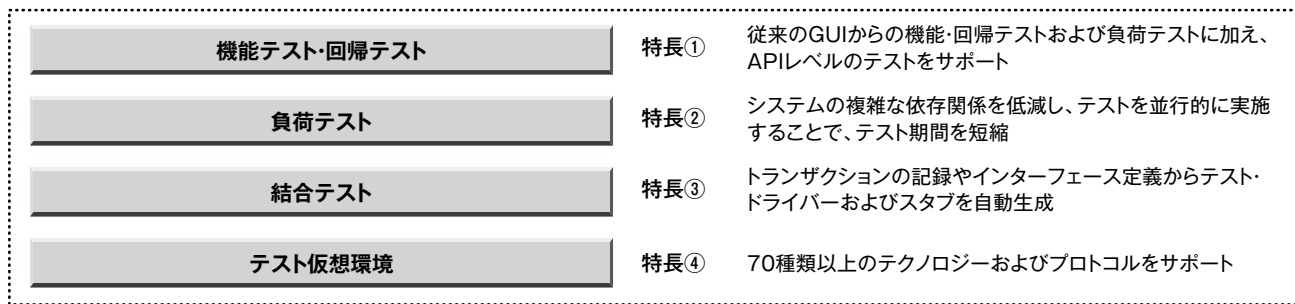 機能テスト・回帰テスト
特長①
従来のGUIからの機能・回帰テストおよび負荷テストに加え、
APIレベルのテストをサポート
負荷テスト
特長②
システムの複雑な依存関係を低減し、テストを並行的に実施
することで、テスト期間を短縮
結合テスト
特長③
トランザクションの記録やインターフェース定義からテスト・
ドライバーおよびスタブを自動生成
テスト仮想環境
特長④
70種類以上のテクノロジーおよびプロトコルをサポート